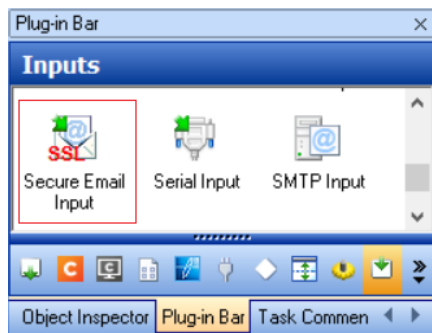 Plug-in Bar
Inputs
SSL
Secure Email
Input
Serial Input
SMTP Input
Object Inspector
Plug-in Bar
Task Commen